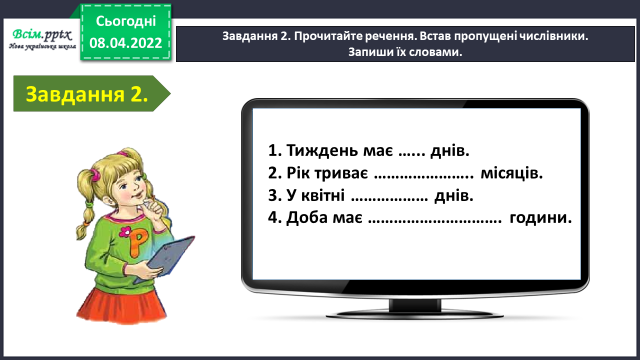 Всім.pptx
Нова українська школа
Сьогодні
08.04.2022
Завдання 2. Прочитайте речення. Встав пропущені числівники.
Запиши їх словами.
Завдання 2.
1. Тиждень має …... днів.
2. Рік триває ………………….. місяців.
3. У квітні ……………… днів.
4. Доба має …………………………. години.
P